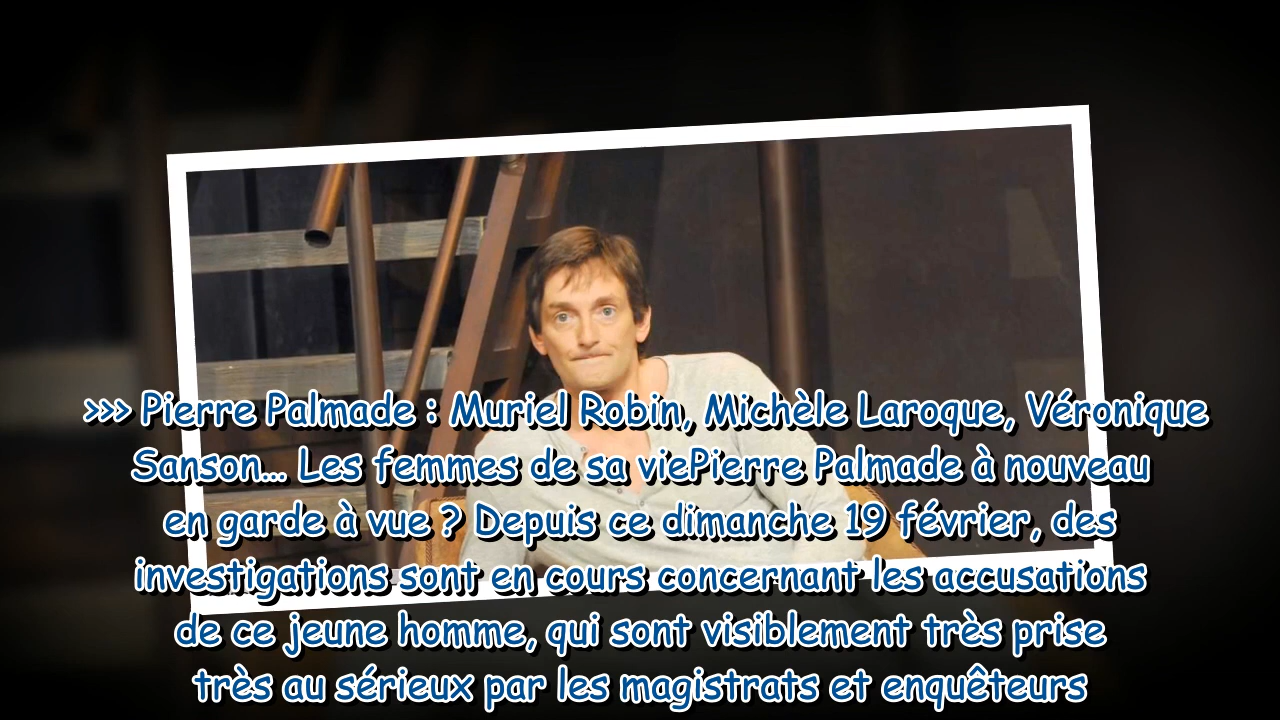 >>> Pierre Palmade : Muriel Robin, Michèle Laroque, Véronique
Sanson... Les femmes de sa viePierre Palmade à nouveau
en garde à vue ? Depuis ce dimanche 19 février, des
investigations sont en cours concernant les accusations
de ce jeune homme, qui sont visiblement très prise
très au sérieux par les magistrats et enquêteurs